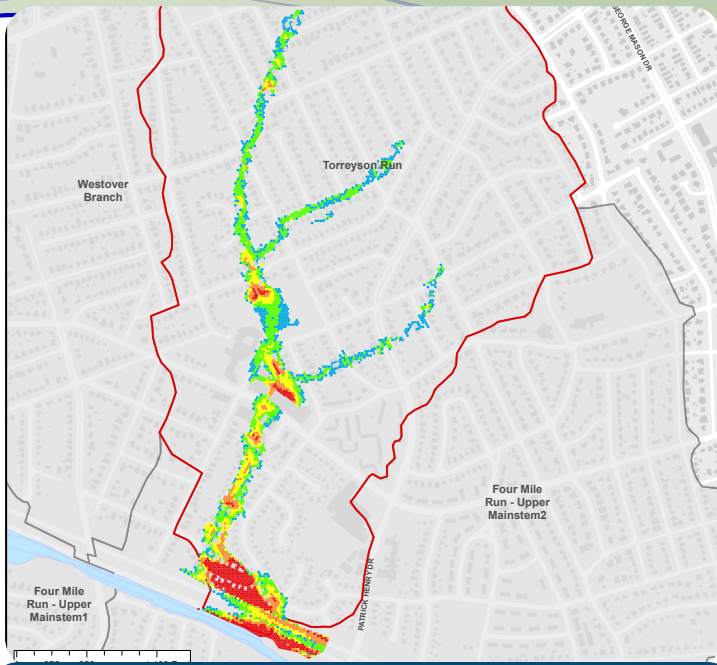 GEORGE MASON DR
Torreyson Run
Westover
Branch
Four Mile
Run - Upper
Mainstem2
PATRICK HENRY DR
Four Mile
Run - Upper
Mainstem1